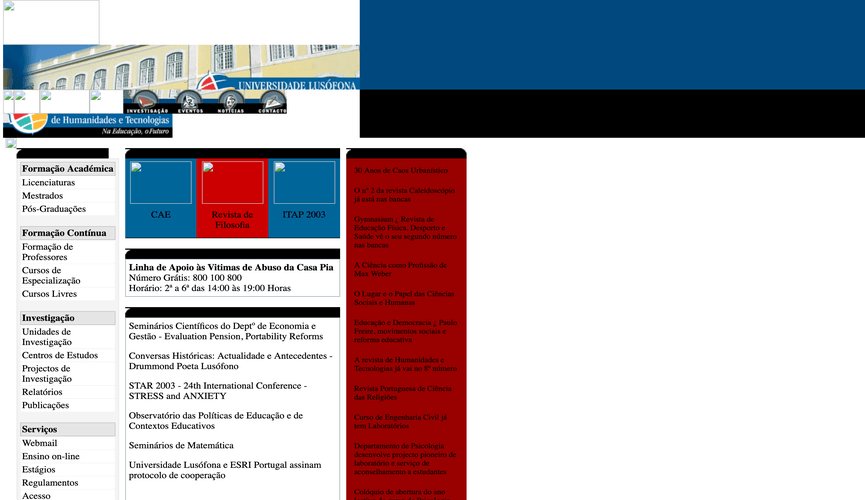 UNIVERSIDADE LUSÓFONA
INVESTIGAÇÃO EVENTOS NOTÍCIAS CONTACTO
de Humanidades e Tecnologias
Na Educação, o Futuro
Formação Académica
Licenciaturas
Mestrados
Pós-Graduações
Formação Contínua
Formação de
Professores
Cursos de
Especialização
Cursos Livres
Investigação
Unidades de
Investigação
Centros de Estudos
Projectos de
Investigação
Relatórios
Publicações
Serviços
Webmail
Ensino on-line
Estágios
Regulamentos
Acesso
CAE
Revista de
Filosofia
ITAP 2003
Linha de Apoio às Vitimas de Abuso da Casa Pia
Número Grátis: 800 100 800
Horário: 2ª a 6ª das 14:00 às 19:00 Horas
Seminários Científicos do Deptº de Economia e
Gestão - Evaluation Pension, Portability Reforms
Conversas Históricas: Actualidade e Antecedentes -
Drummond Poeta Lusófono
STAR 2003 - 24th International Conference -
STRESS and ANXIETY
Observatório das Políticas de Educação e de
Contextos Educativos
Seminários de Matemática
Universidade Lusófona e ESRI Portugal assinam
protocolo de cooperação
30 Anos de Caos Urbanístico
O nº 2 da revista Caleidoscópio
já está nas bancas
Gymnasium ¿ Revista de
Educação Física, Desporto e
Saúde vê o seu segundo número
nas bancas
A Ciência como Profissão de
Max Weber
O Lugar e o Papel das Ciências
Sociais e Humanas
Educação e Democracia ¿ Paulo
Freire, movimentos sociais e
reforma educativa
A revista de Humanidades e
Tecnologias já vai no 8º número
Revista Portuguesa de Ciência
das Religiões
Curso de Engenharia Civil já
tem Laboratórios
Departamento de Psicologia
desenvolve projecto pioneiro de
laboratório e serviço de
aconselhamento a estudantes
Colóquio de abertura do ano